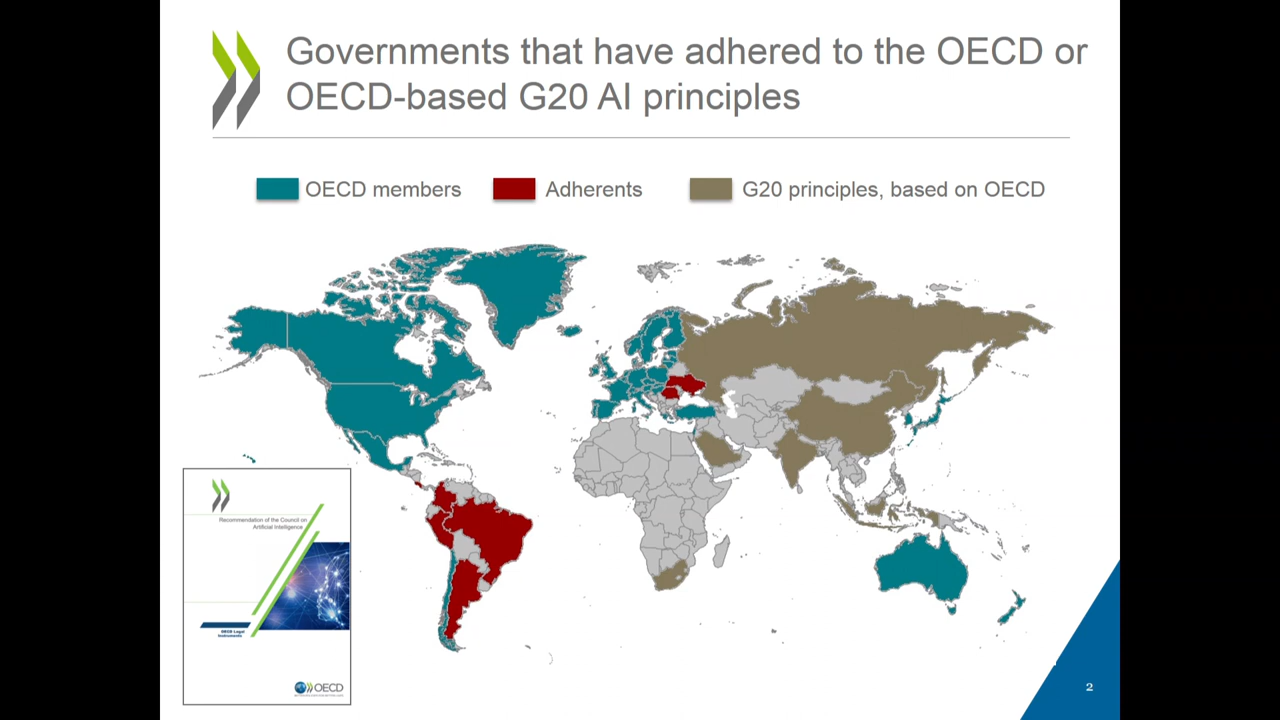 Governments that have adhered to the OECD or
OECD-based G20 AI principles
OECD members
Adherents
G20 principles, based on OECD
Recommendation of the Council on
Artificial Intelligence
OECD Legal
Instruments
OECD
2